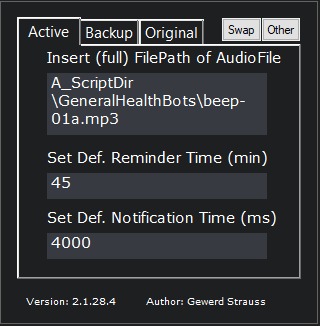 Active Backup Original Swap Other
Insert (full) FilePath of AudioFile
A_ScriptDir
\GeneralHealthBots\beep-
01a.mp3
Set Def. Reminder Time (min)
45
Set Def. Notification Time (ms)
4000
Version: 2.1.28.4 Author: Gewerd Strauss